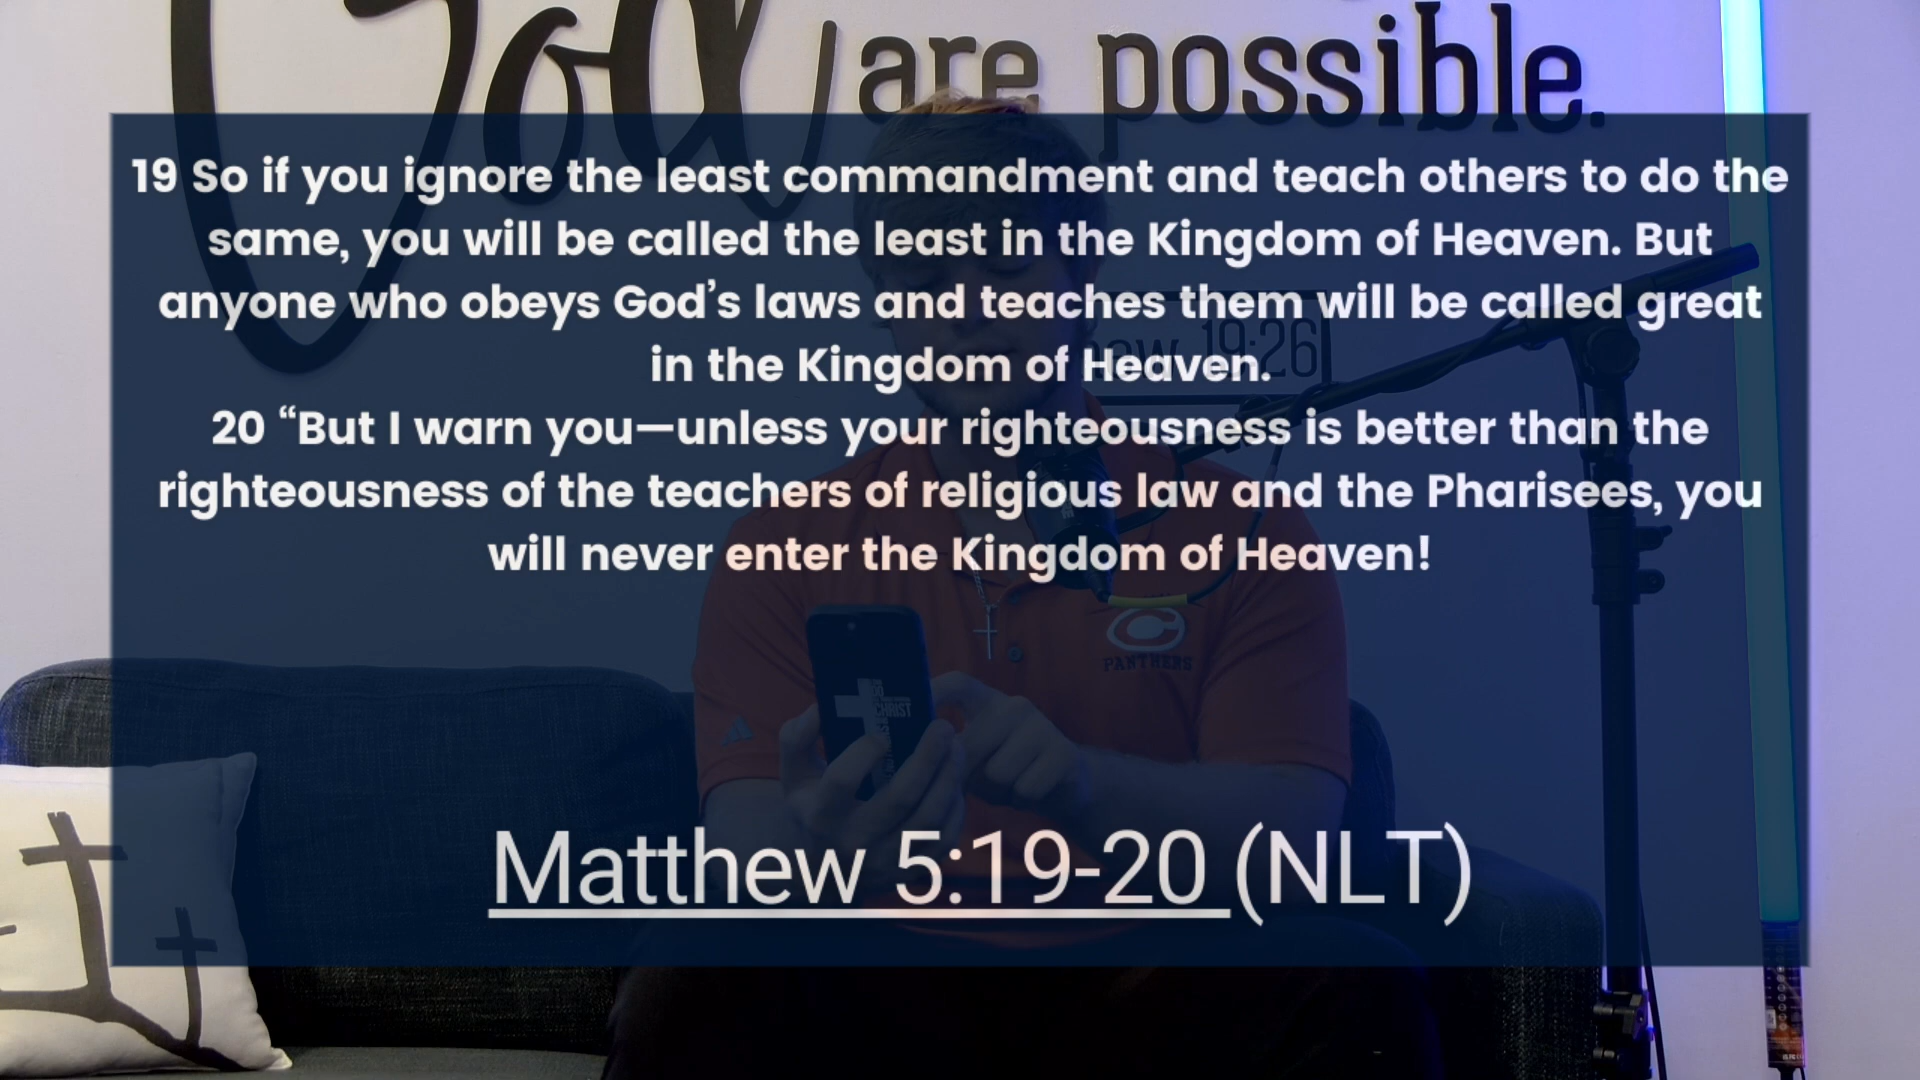 God are possible.
19 So if you ignore the least commandment and teach others to do the
same, you will be called the least in the Kingdom of Heaven. But
anyone who obeys God’s laws and teaches them will be called great
in the Kingdom of Heaven.
19:26
20 “But I warn you—unless your righteousness is better than the
righteousness of the teachers of religious law and the Pharisees, you
will never enter the Kingdom of Heaven!
PANTHERS
CHRIST
Matthew 5:19-20 (NLT)